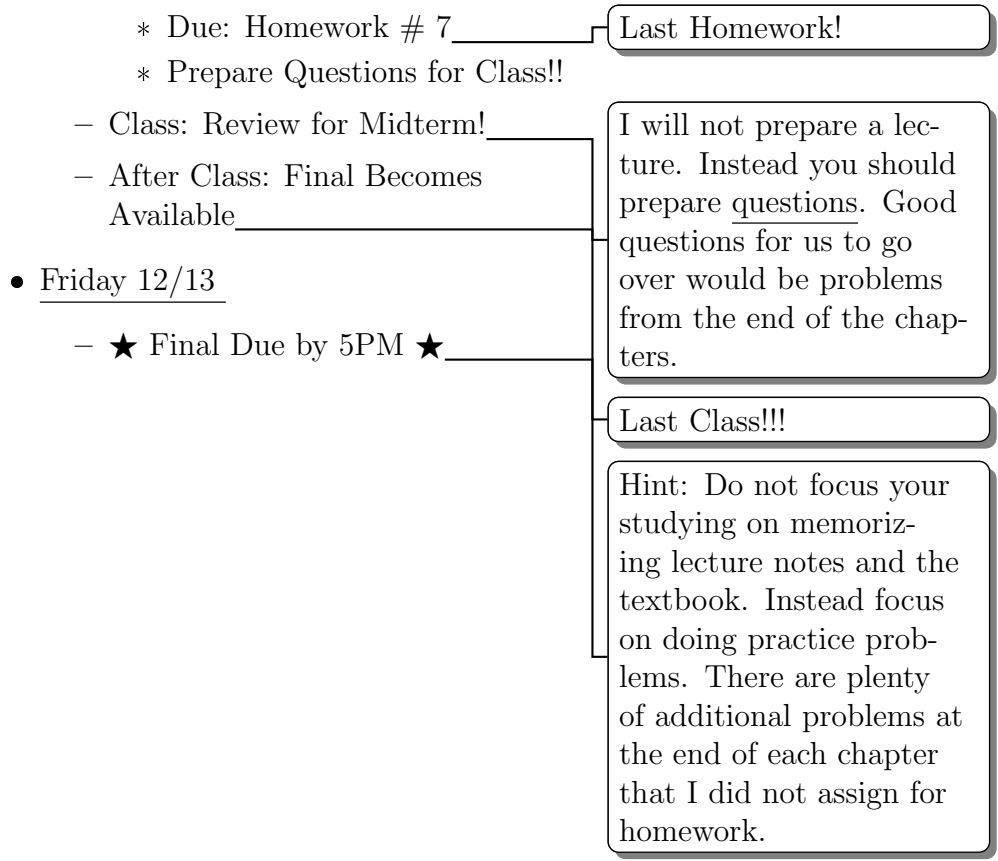 ∗ Due: Homework # 7
∗ Prepare Questions for Class!!
– Class: Review for Midterm!
– After Class: Final Becomes
Available
• Friday 12/13
– ★ Final Due by 5PM ★
Last Homework!
I will not prepare a lec-
ture. Instead you should
prepare questions. Good
questions for us to go
over would be problems
from the end of the chap-
ters.
Last Class!!!
Hint: Do not focus your
studying on memoriz-
ing lecture notes and the
textbook. Instead focus
on doing practice prob-
lems. There are plenty
of additional problems at
the end of each chapter
that I did not assign for
homework.